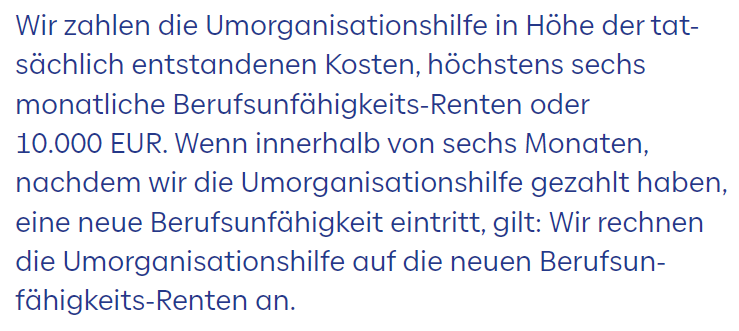 Wir zahlen die Umorganisationshilfe in Höhe der tat-
sächlich entstandenen Kosten, höchstens sechs
monatliche Berufsunfähigkeits-Renten oder
10.000 EUR. Wenn innerhalb von sechs Monaten,
nachdem wir die Umorganisationshilfe gezahlt haben,
eine neue Berufsunfähigkeit eintritt, gilt: Wir rechnen
die Umorganisationshilfe auf die neuen Berufsun-
fähigkeits-Renten an.